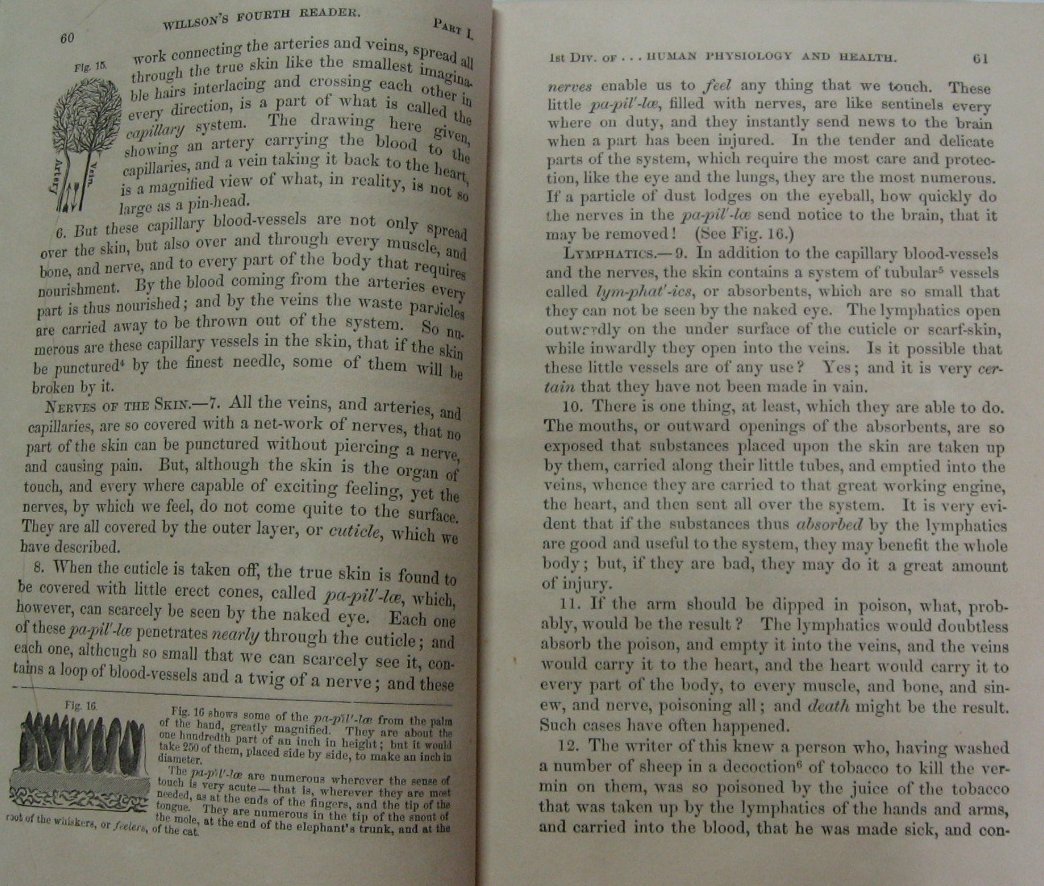 60
WILLSON'S FOURTH READER.
PART I.
Fig. 15.
Artery
Vein.
work connecting the arteries and veins, spread all
through the true skin like the smallest imagina-
ble hairs interlacing and crossing each other in
every direction, is a part of what is called the
capillary system. The drawing here given,
showing an artery carrying the blood to the
capillaries, and a vein taking it back to the heart,
is a magnified view of what, in reality, is not so
large as a pin-head.
6. But these capillary blood-vessels are not only spread
over the skin, but also over and through every muscle, and
bone, and nerve, and to every part of the body that requires
nourishment. By the blood coming from the arteries every
part is thus nourished; and by the veins the waste particles
are carried away to be thrown out of the system. So nu-
merous are these capillary vessels in the skin, that if the skin
be punctured⁴ by the finest needle, some of them will be
broken by it.
NERVES OF THE SKIN.—7. All the veins, and arteries, and
capillaries, are so covered with a net-work of nerves, that no
part of the skin can be punctured without piercing a nerve,
and causing pain. But, although the skin is the organ of
touch, and every where capable of exciting feeling, yet the
nerves, by which we feel, do not come quite to the surface.
They are all covered by the outer layer, or cuticle, which we
have described.
8. When the cuticle is taken off, the true skin is found to
be covered with little erect cones, called pa-pil'-læ, which,
however, can scarcely be seen by the naked eye. Each one
of these pa-pil'-læ penetrates nearly through the cuticle; and
each one, although so small that we can scarcely see it, con-
tains a loop of blood-vessels and a twig of a nerve; and these
Fig. 16.
Fig. 16 shows some of the pa-pil'-læ from the palm
of the hand, greatly magnified. They are about the
one hundredth part of an inch in height; but it would
take 250 of them, placed side by side, to make an inch in
diameter.
The pa-pil'-læ are numerous wherever the sense of
touch is very acute—that is, wherever they are most
needed, as at the ends of the fingers, and the tip of the
tongue. They are numerous in the tip of the snout of
the mole, at the end of the elephant's trunk, and at the
root of the whiskers, or feelers, of the cat.
1st DIV. OF . . . HUMAN PHYSIOLOGY AND HEALTH.
61
nerves enable us to feel any thing that we touch. These
little pa-pil'-læ, filled with nerves, are like sentinels every
where on duty, and they instantly send news to the brain
when a part has been injured. In the tender and delicate
parts of the system, which require the most care and protec-
tion, like the eye and the lungs, they are the most numerous.
If a particle of dust lodges on the eyeball, how quickly do
the nerves in the pa-pil'-læ send notice to the brain, that it
may be removed! (See Fig. 16.)
LYMPHATICS.—9. In addition to the capillary blood-vessels
and the nerves, the skin contains a system of tubular⁵ vessels
called lym-phat'-ics, or absorbents, which are so small that
they can not be seen by the naked eye. The lymphatics open
outwardly on the under surface of the cuticle or scarf-skin,
while inwardly they open into the veins. Is it possible that
these little vessels are of any use? Yes; and it is very cer-
tain that they have not been made in vain.
10. There is one thing, at least, which they are able to do.
The mouths, or outward openings of the absorbents, are so
exposed that substances placed upon the skin are taken up
by them, carried along their little tubes, and emptied into the
veins, whence they are carried to that great working engine,
the heart, and then sent all over the system. It is very evi-
dent that if the substances thus absorbed by the lymphatics
are good and useful to the system, they may benefit the whole
body; but, if they are bad, they may do it a great amount
of injury.
11. If the arm should be dipped in poison, what, prob-
ably, would be the result? The lymphatics would doubtless
absorb the poison, and empty it into the veins, and the veins
would carry it to the heart, and the heart would carry it to
every part of the body, to every muscle, and bone, and sin-
ew, and nerve, poisoning all; and death might be the result.
Such cases have often happened.
12. The writer of this knew a person who, having washed
a number of sheep in a decoction⁶ of tobacco to kill the ver-
min on them, was so poisoned by the juice of the tobacco
that was taken up by the lymphatics of the hands and arms,
and carried into the blood, that he was made sick, and con-